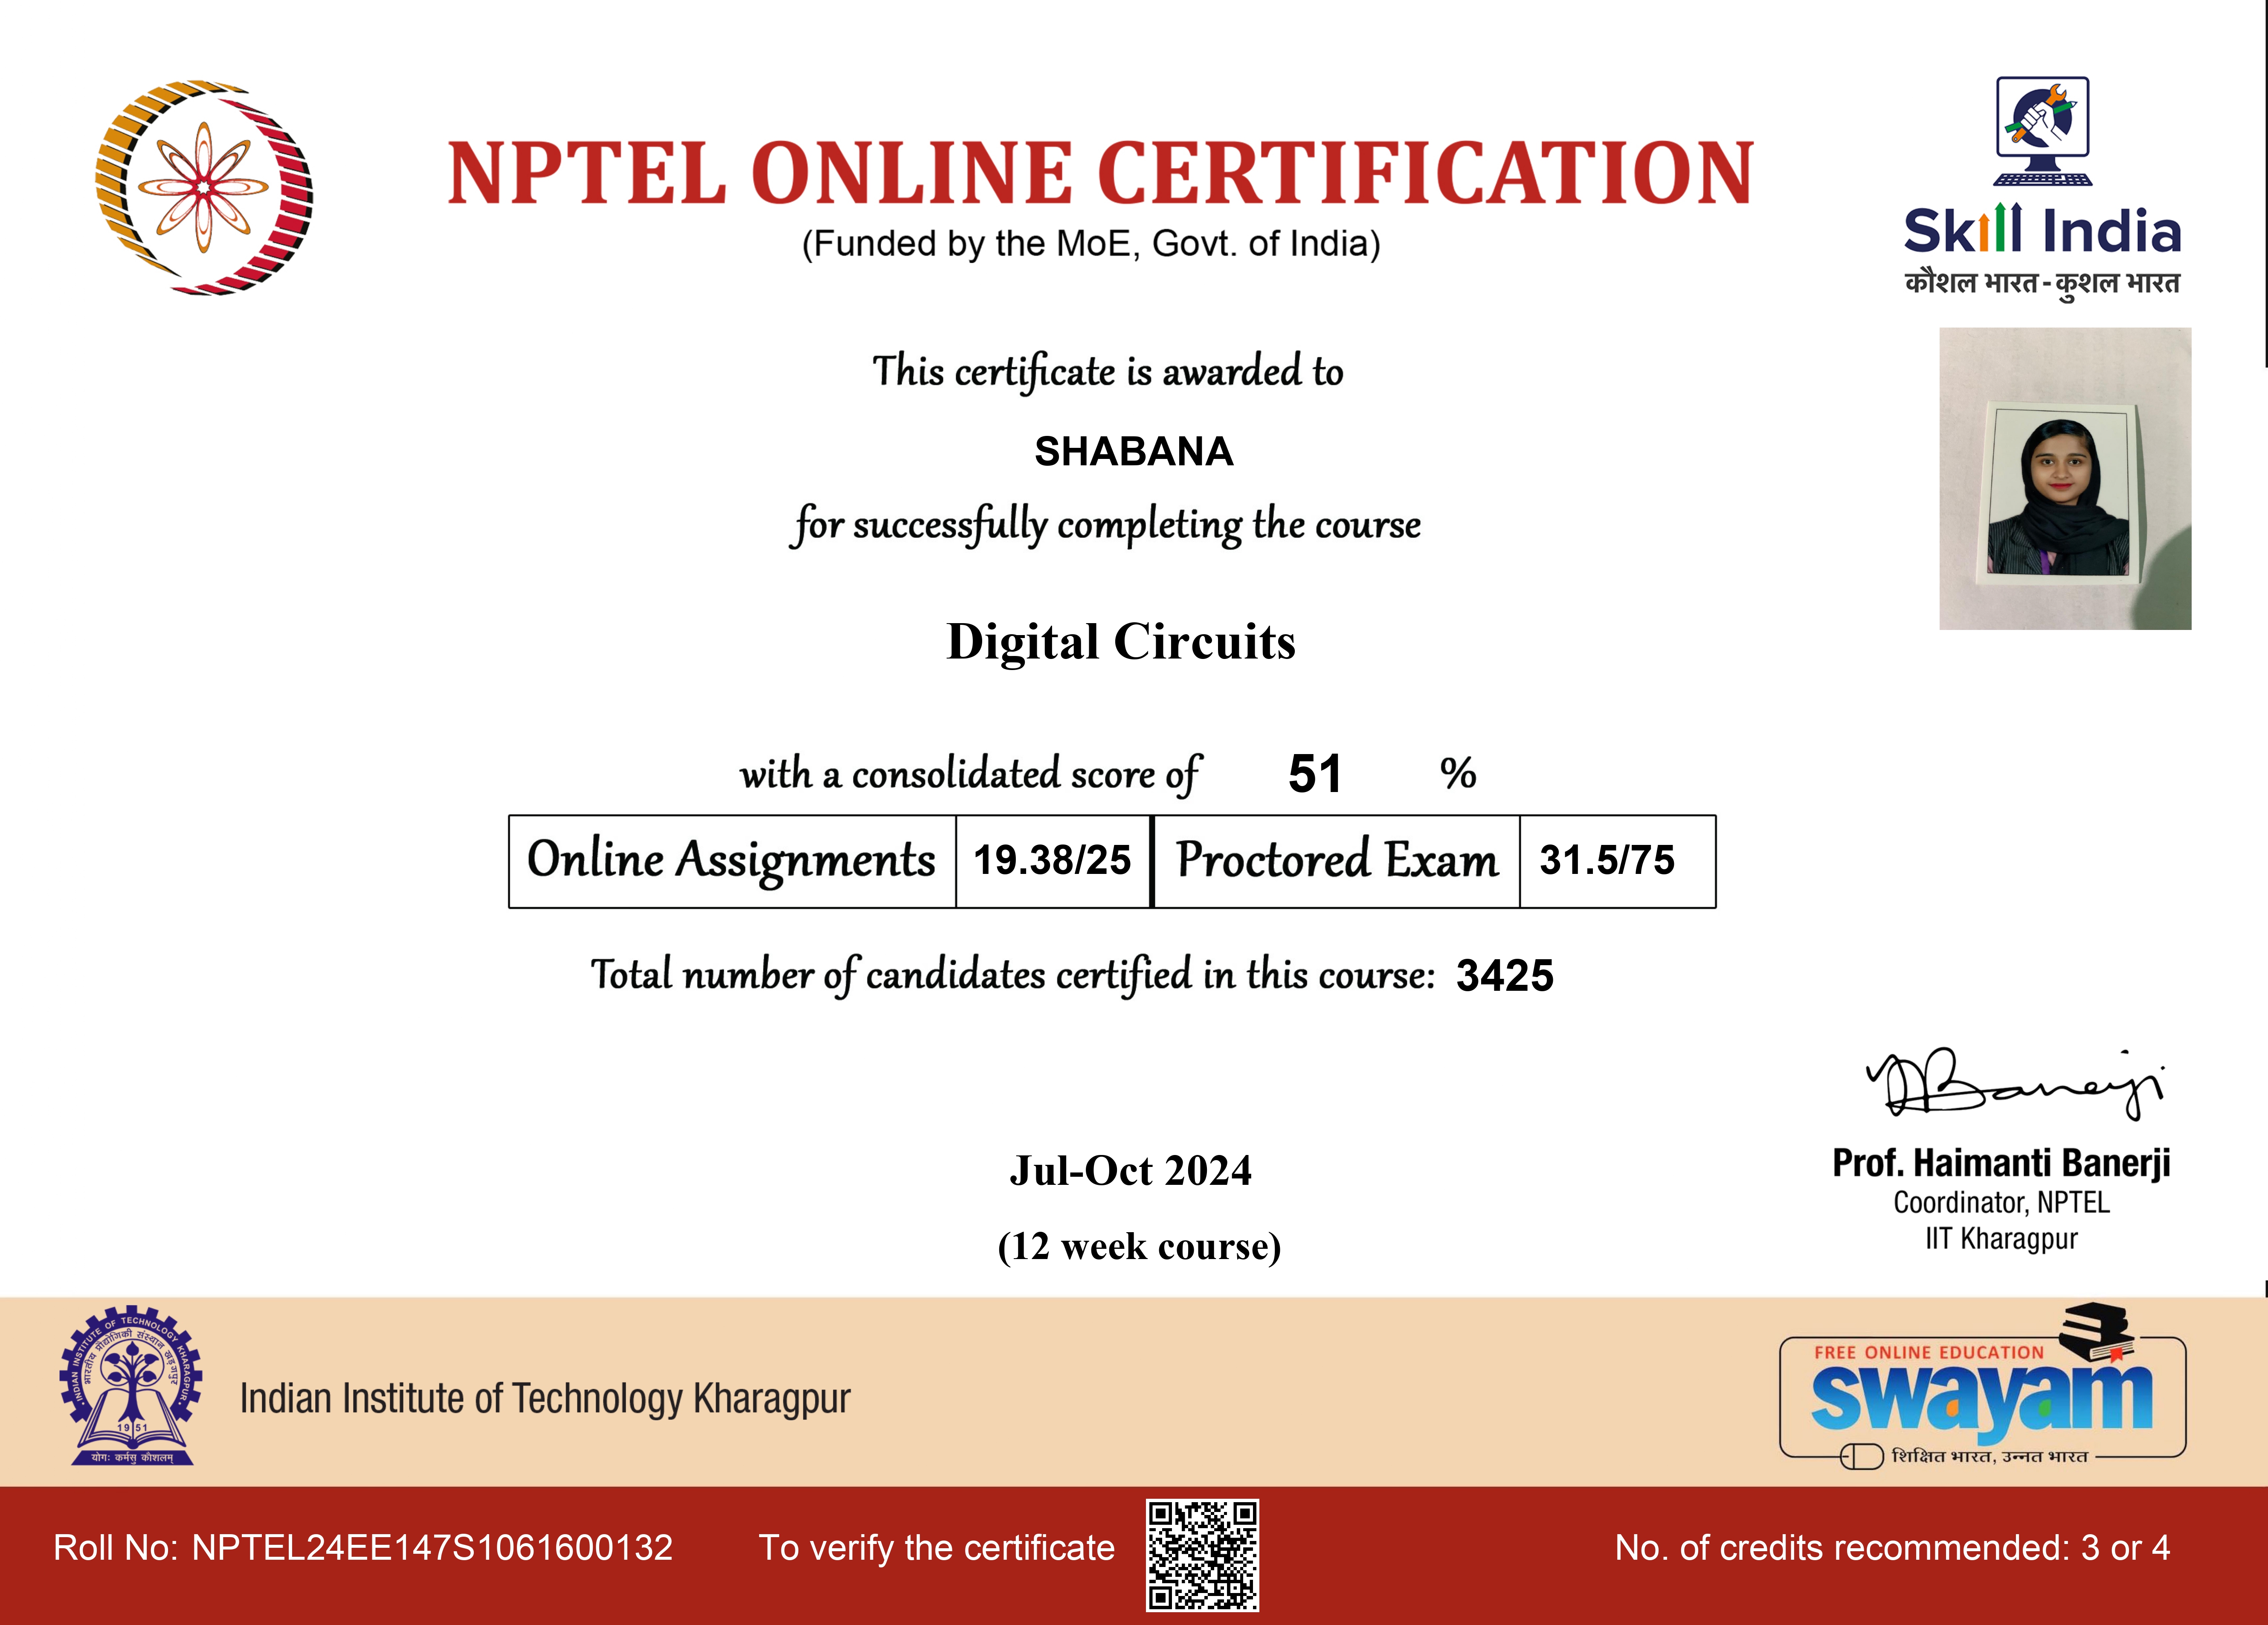 NPTEL ONLINE CERTIFICATION
(Funded by the MoE, Govt. of India)
Skill India
कौशल भारत - कुशल भारत
This certificate is awarded to
SHABANA
for successfully completing the course
Digital Circuits
with a consolidated score of 51 %
Online Assignments 19.38/25 Proctored Exam 31.5/75
Total number of candidates certified in this course: 3425
Banerji
Prof. Haimanti Banerji
Coordinator, NPTEL
IIT Kharagpur
Jul-Oct 2024
(12 week course)
INDIAN INSTITUTE OF TECHNOLOGY KHARAGPUR
भारतीय प्रौद्योगिकी संस्थान खड़गपुर
1951
योगः कर्मसु कौशलम्
Indian Institute of Technology Kharagpur
FREE ONLINE EDUCATION
swayam
शिक्षित भारत, उन्नत भारत
Roll No: NPTEL24EE147S1061600132
To verify the certificate
No. of credits recommended: 3 or 4